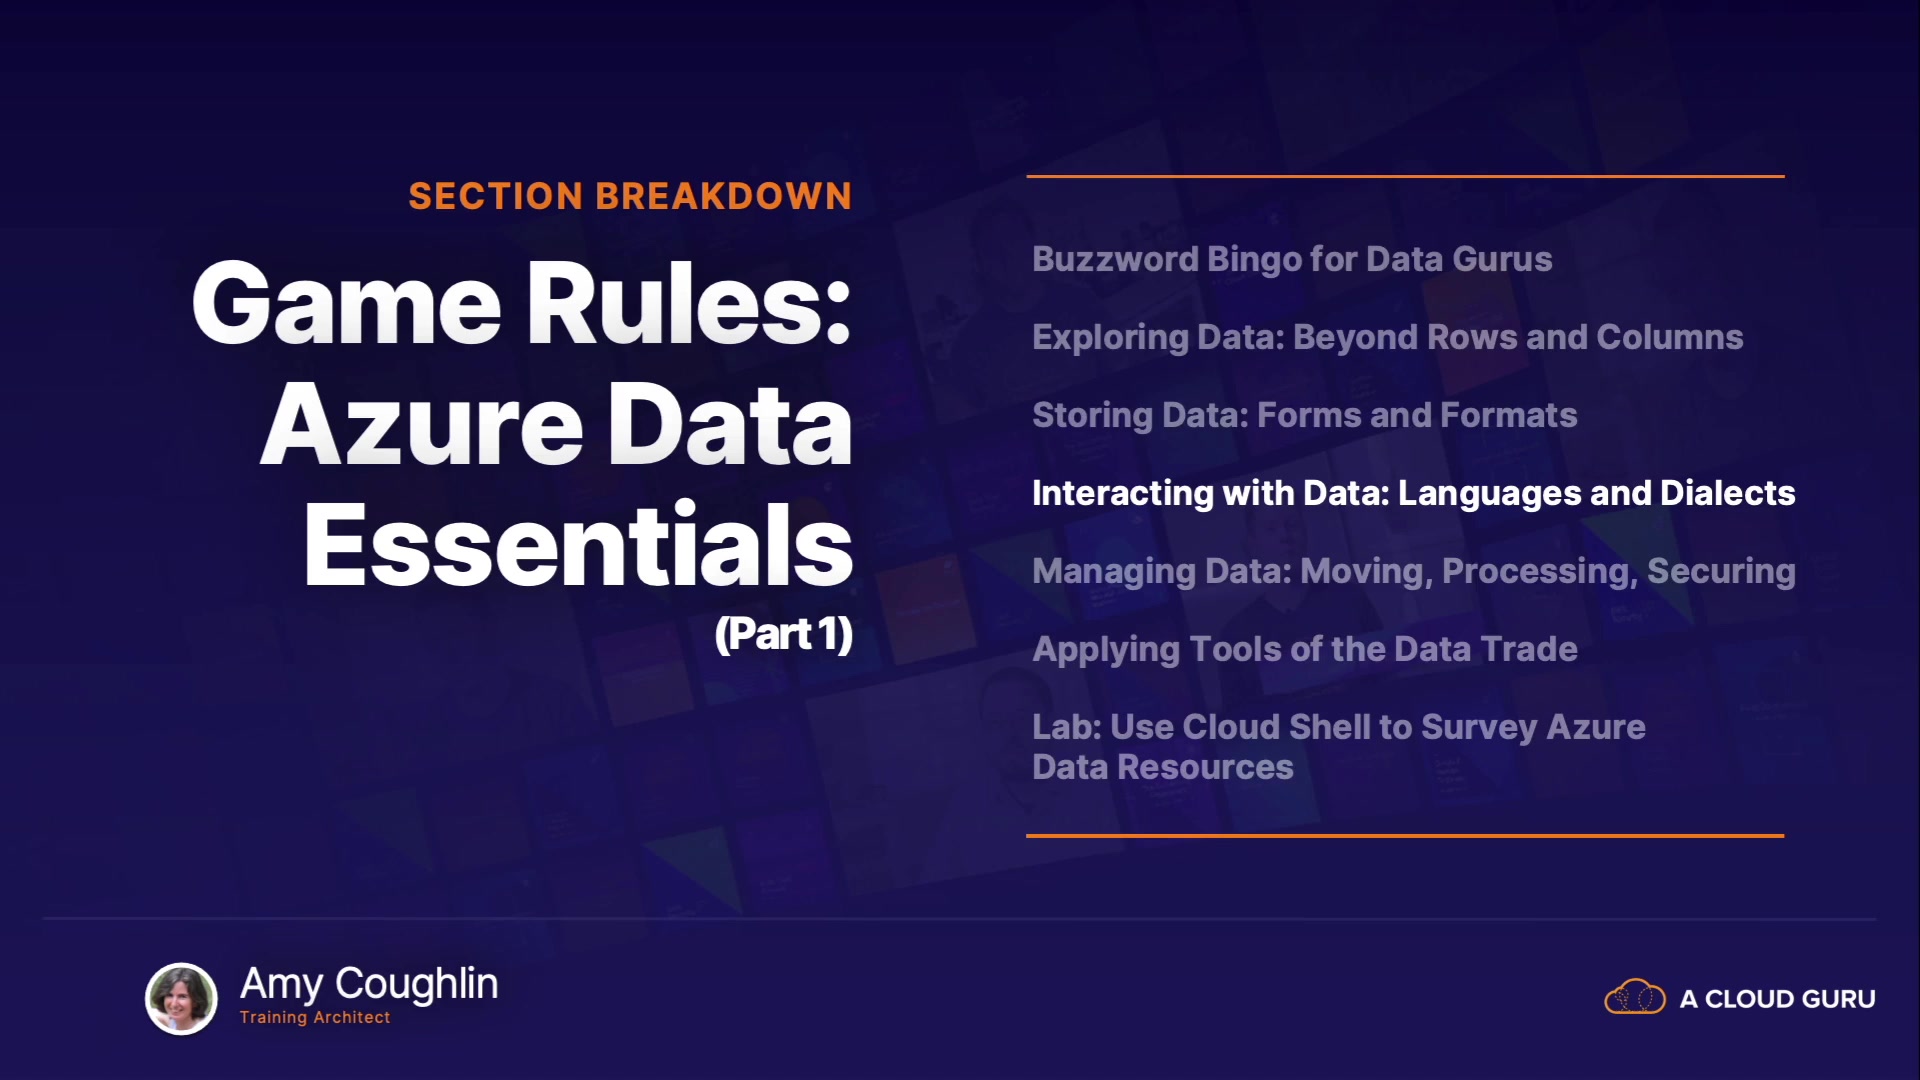 SECTION BREAKDOWN
Game Rules:
Azure Data
Essentials
(Part 1)
Buzzword Bingo for Data Gurus
Exploring Data: Beyond Rows and Columns
Storing Data: Forms and Formats
Interacting with Data: Languages and Dialects
Managing Data: Moving, Processing, Securing
Applying Tools of the Data Trade
Lab: Use Cloud Shell to Survey Azure
Data Resources
Amy Coughlin
Training Architect
A CLOUD GURU